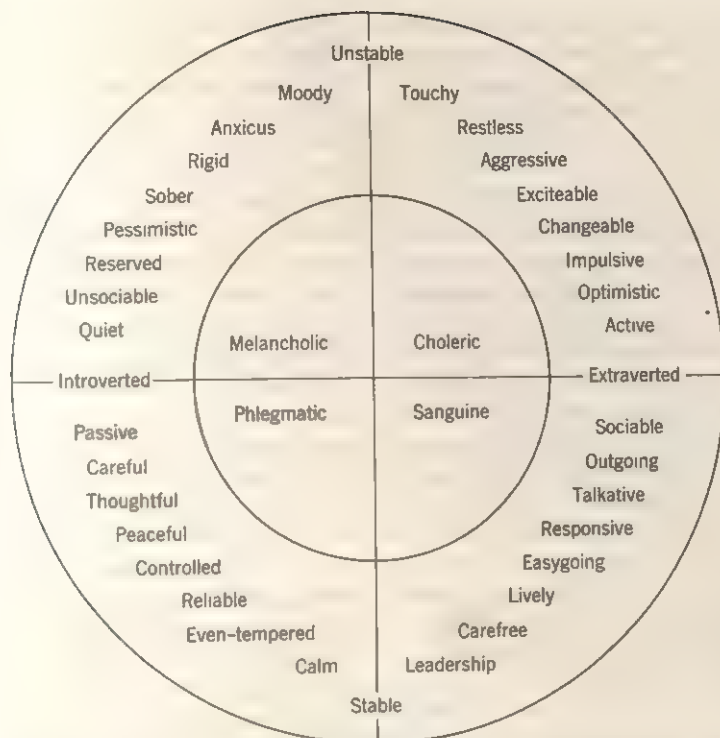 Unstable
Moody Touchy
Anxicus Restless
Rigid Aggressive
Sober Exciteable
Pessimistic Changeable
Reserved Impulsive
Unsociable Optimistic
Quiet Active
Melancholic Choleric
Introverted Extraverted
Phlegmatic Sanguine
Passive Sociable
Careful Outgoing
Thoughtful Talkative
Peaceful Responsive
Controlled Easygoing
Reliable Lively
Even-tempered Carefree
Calm Leadership
Stable